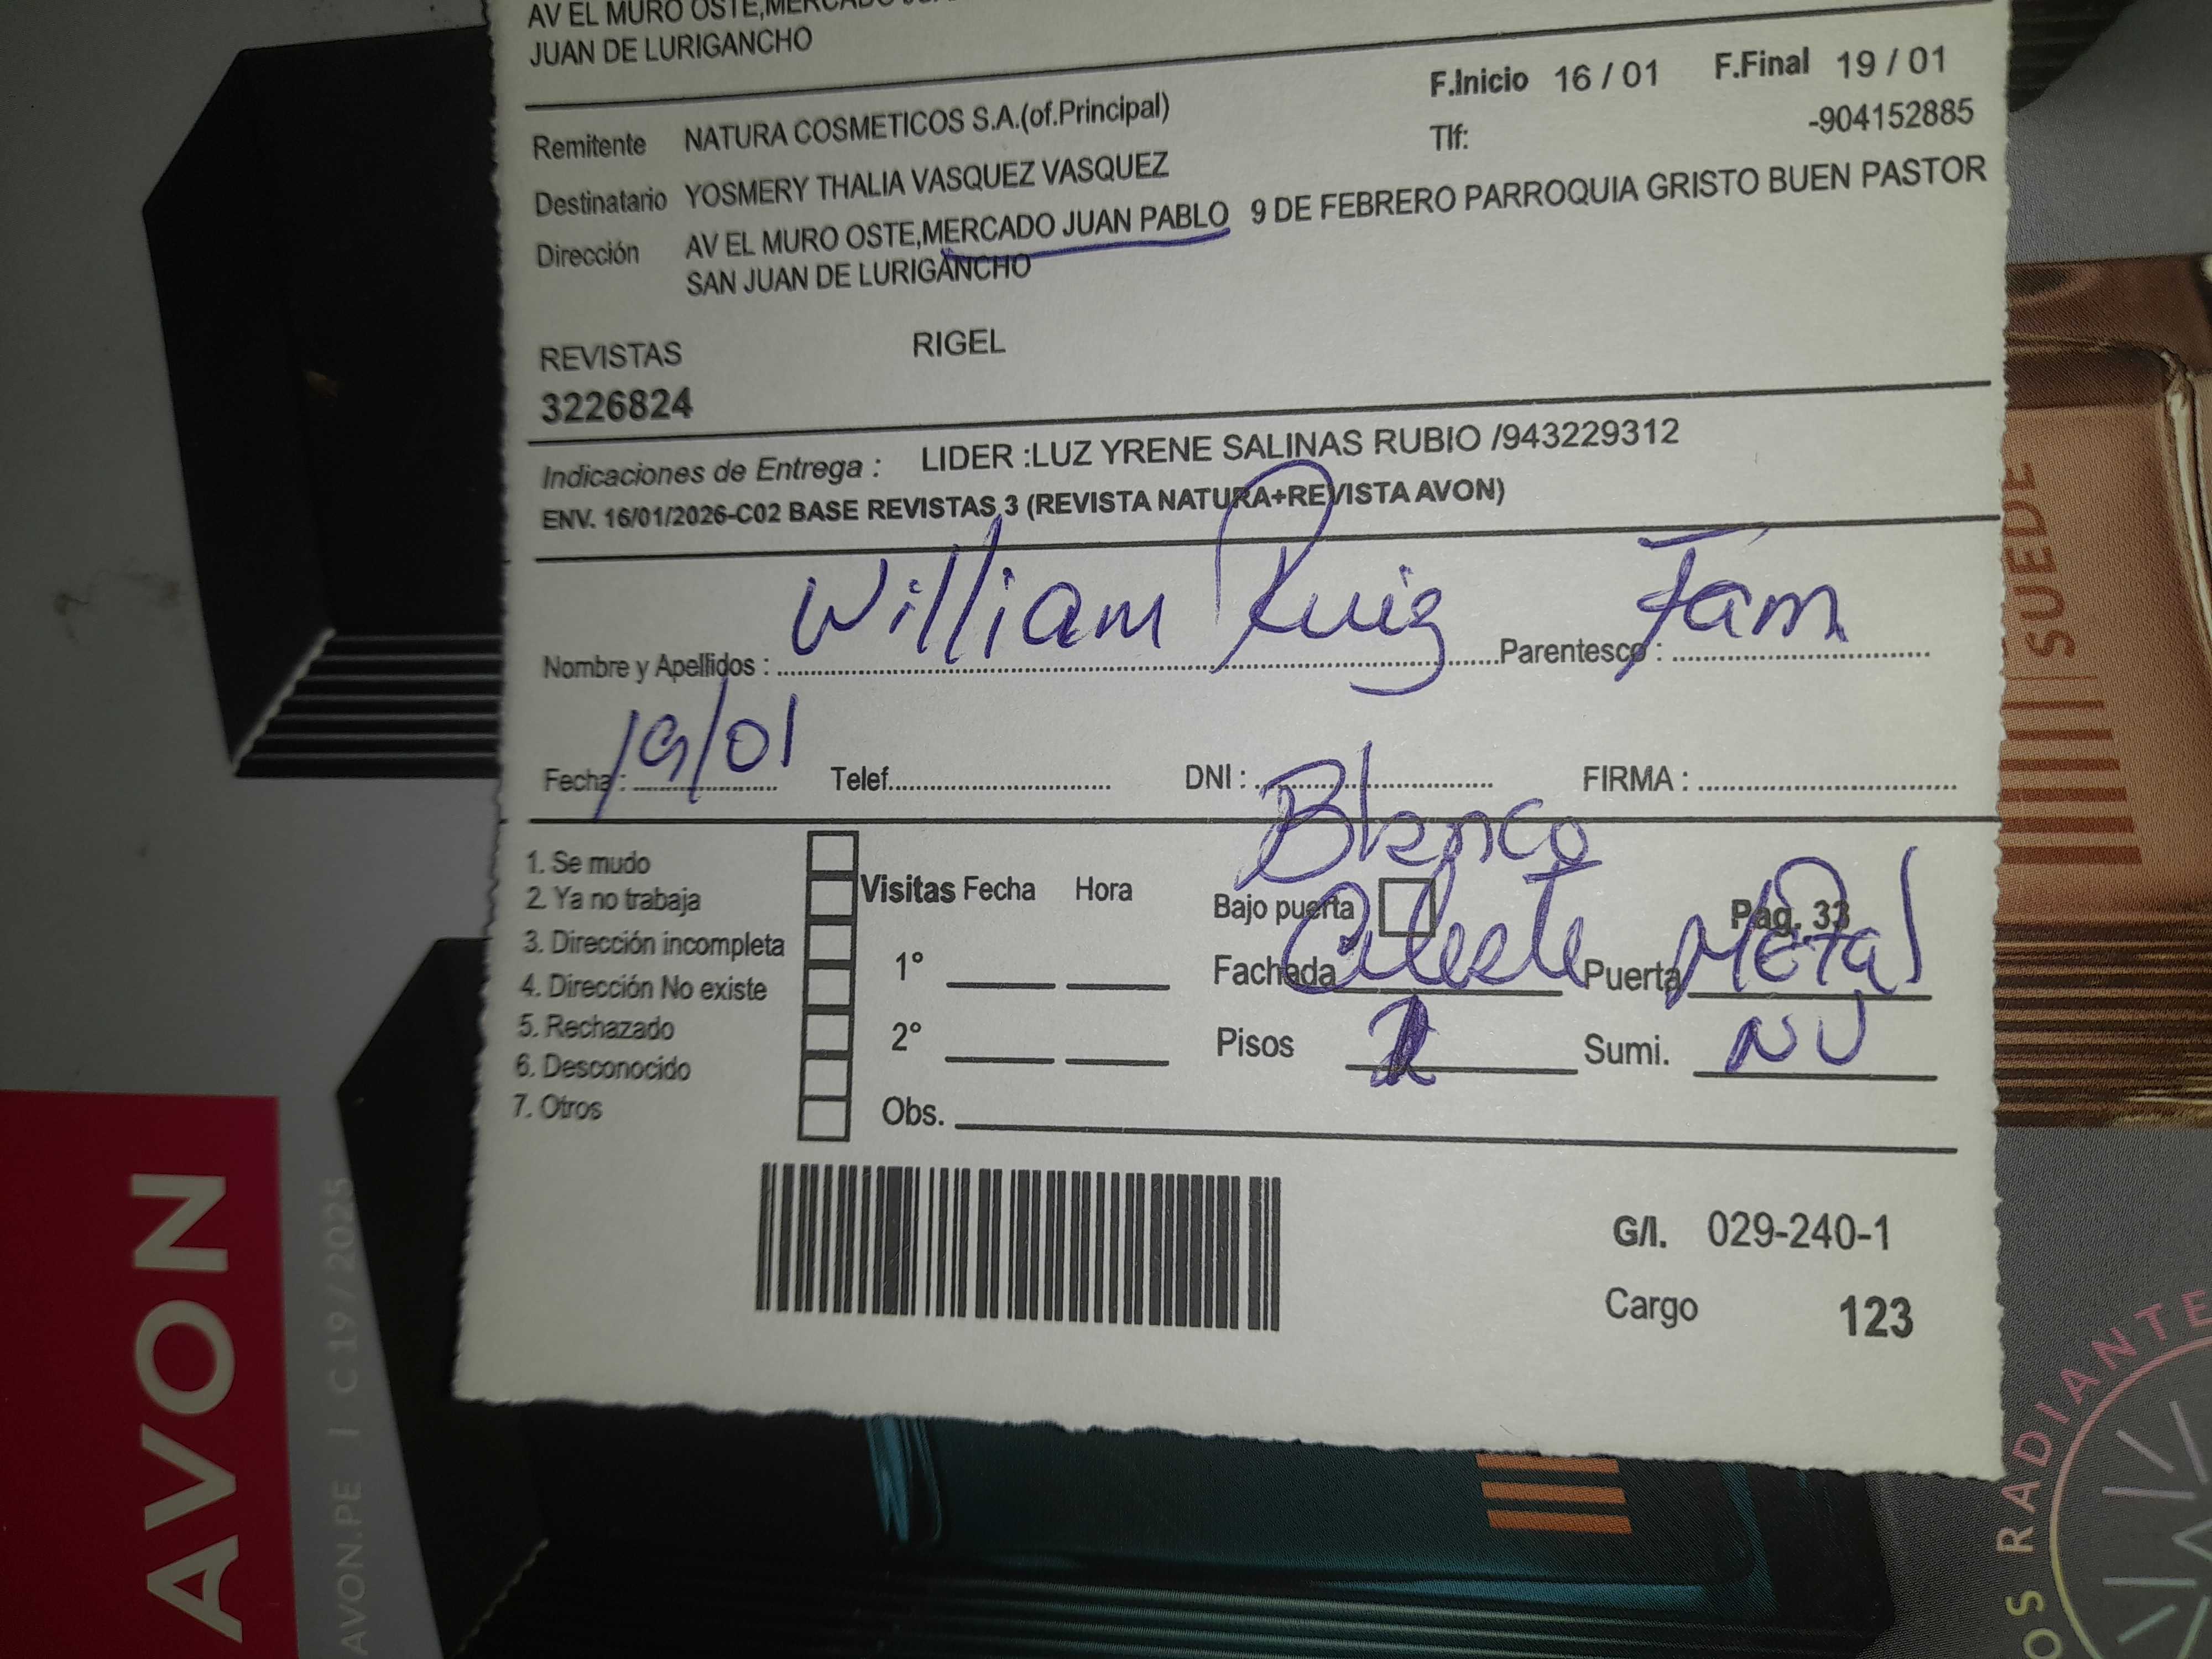 AV EL MURO OSTE,MERCADO
JUAN DE LURIGANCHO
F.Inicio 16 / 01 F.Final 19 / 01
Remitente NATURA COSMETICOS S.A.(of.Principal) Tlf: -904152885
Destinatario YOSMERY THALIA VASQUEZ VASQUEZ
Dirección AV EL MURO OSTE,MERCADO JUAN PABLO 9 DE FEBRERO PARROQUIA GRISTO BUEN PASTOR
SAN JUAN DE LURIGANCHO
REVISTAS RIGEL
3226824
Indicaciones de Entrega : LIDER :LUZ YRENE SALINAS RUBIO /943229312
ENV. 16/01/2026-C02 BASE REVISTAS 3 (REVISTA NATURA+REVISTA AVON)
Nombre y Apellidos : William Ruiz Parentesco : Fam
Fecha : 19/01 Telef. DNI : FIRMA :
Blanco
1. Se mudo
2. Ya no trabaja
3. Dirección incompleta
4. Dirección No existe
5. Rechazado
6. Desconocido
7. Otros
Visitas Fecha Hora
1°
2°
Obs.
Bajo puerta Pag. 33
Fachada Celeste Puerta Metal
Pisos Sumi. NU
G/I. 029-240-1
Cargo 123
AVON
AVON.PE | C 19 / 2025
SUEDE
OS RADIANTE